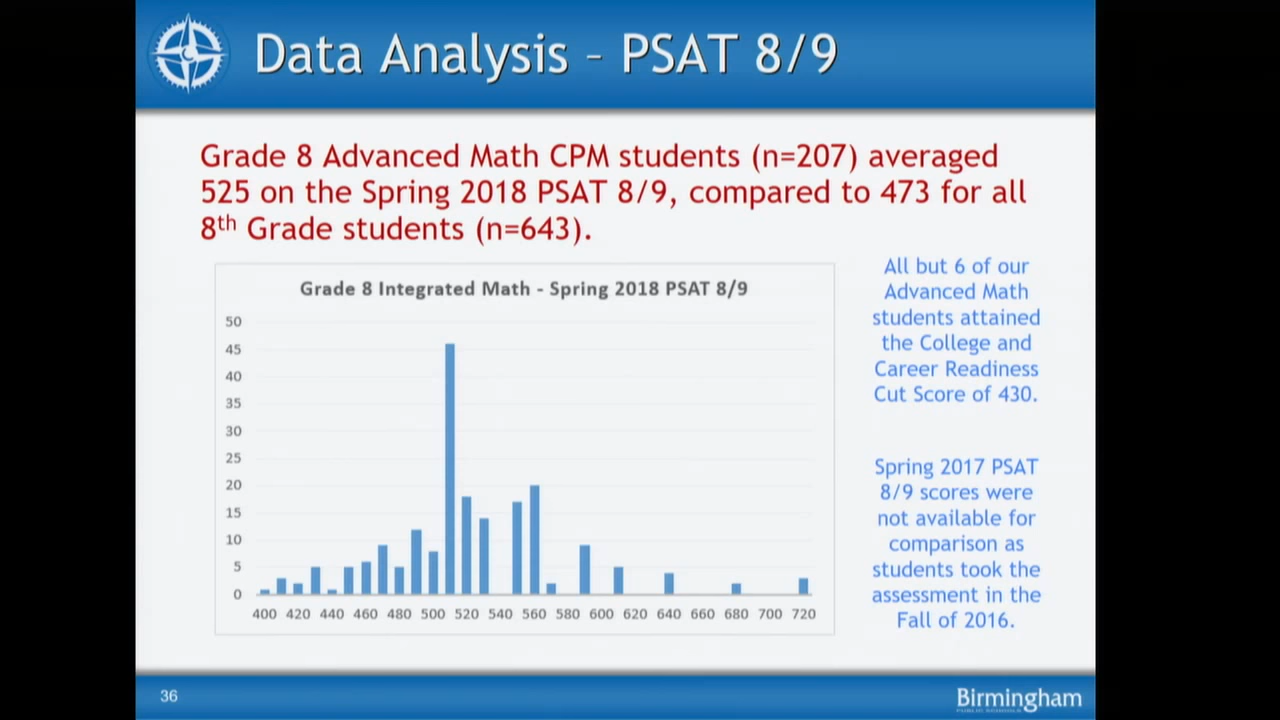 Data Analysis – PSAT 8/9
Grade 8 Advanced Math CPM students (n=207) averaged
525 on the Spring 2018 PSAT 8/9, compared to 473 for all
8th Grade students (n=643).
Grade 8 Integrated Math - Spring 2018 PSAT 8/9
50
45
40
35
30
25
20
15
10
5
0
400 420 440 460 480 500 520 540 560 580 600 620 640 660 680 700 720
All but 6 of our
Advanced Math
students attained
the College and
Career Readiness
Cut Score of 430.
Spring 2017 PSAT
8/9 scores were
not available for
comparison as
students took the
assessment in the
Fall of 2016.
36
Birmingham
PUBLIC SCHOOLS